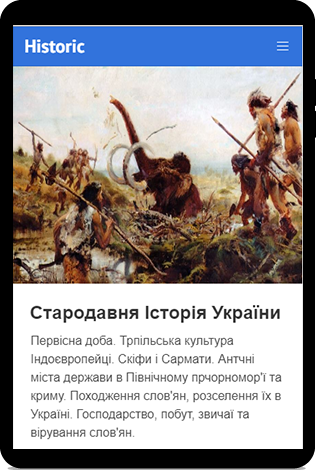 Historic
Стародавня Історія України
Первісна доба. Трпільська культура
Індоєвропейці. Скіфи і Сармати. Антчні
міста держави в Північному прчорномор'ї та
криму. Походження слов'ян, розселення їх в
Україні. Господарство, побут, звичаї та
вірування слов'ян.